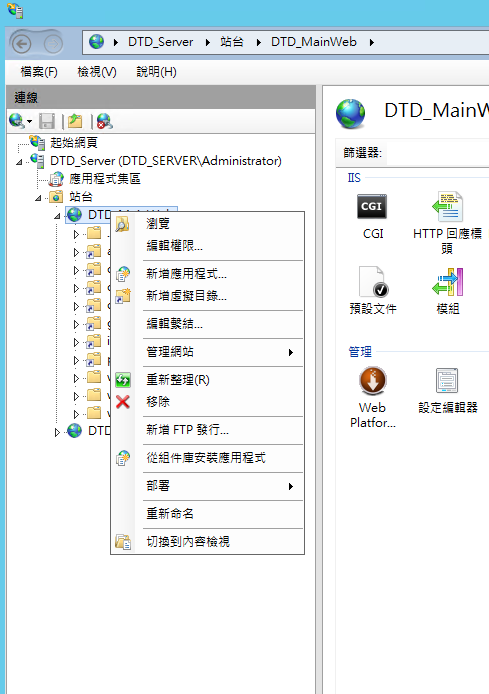 DTD_Server 站台 DTD_MainWeb
檔案(F) 檢視(V) 說明(H)
連線
起始網頁
DTD_Server (DTD_SERVER\Administrator)
應用程式集區
站台
瀏覽
編輯權限...
新增應用程式...
新增虛擬目錄...
編輯繫結...
管理網站
重新整理(R)
移除
新增 FTP 發行...
從組件庫安裝應用程式
部署
重新命名
切換到內容檢視
DTD
DTD_MainW
篩選器:
IIS
CGI
CGI
HTTP 回應標
頭
預設文件
模組
管理
Web
Platfor...
設定編輯器